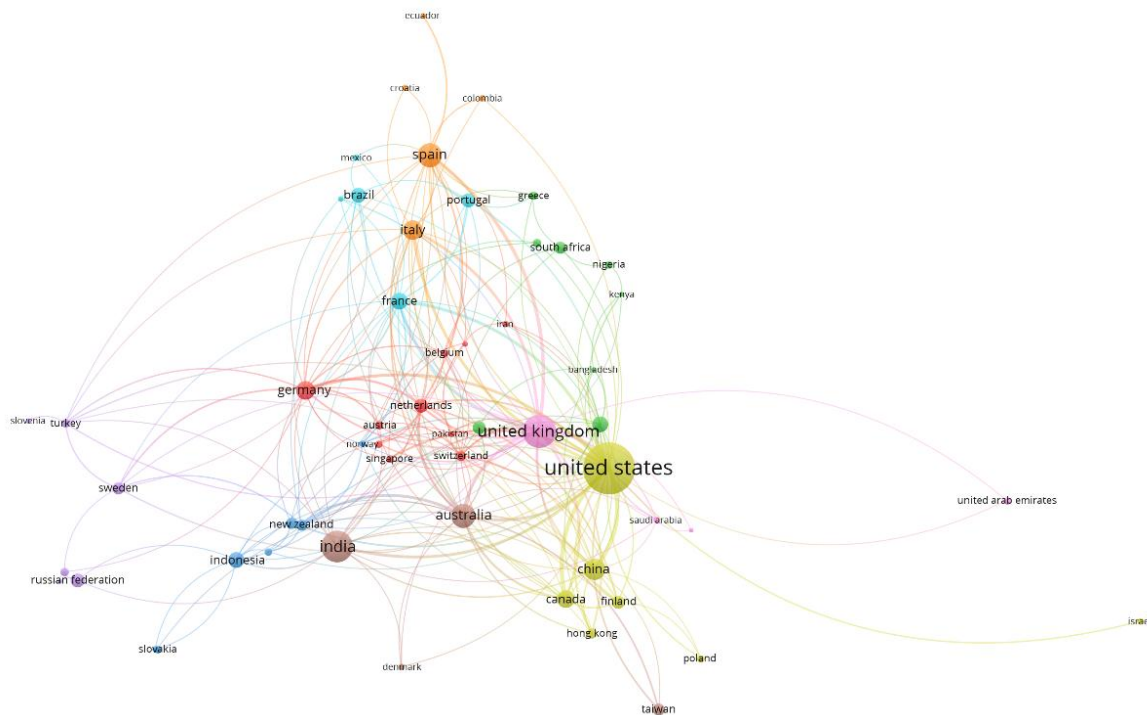 ecuador
croatia
colombia
spain
mexico
brazil
portugal
greece
italy
south africa
nigeria
kenya
france
iran
belgium
bangladesh
germany
netherlands
slovenia
turkey
austria
united kingdom
pakistan
norway
switzerland
singapore
united states
sweden
united arab emirates
australia
saudi arabia
new zealand
india
indonesia
china
russian federation
canada
finland
israel
hong kong
slovakia
poland
denmark
taiwan